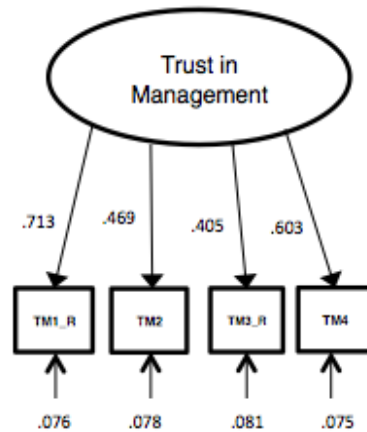 Trust in
Management
.713 .469 .405 .603
TM1_R TM2 TM3_R TM4
.076 .078 .081 .075